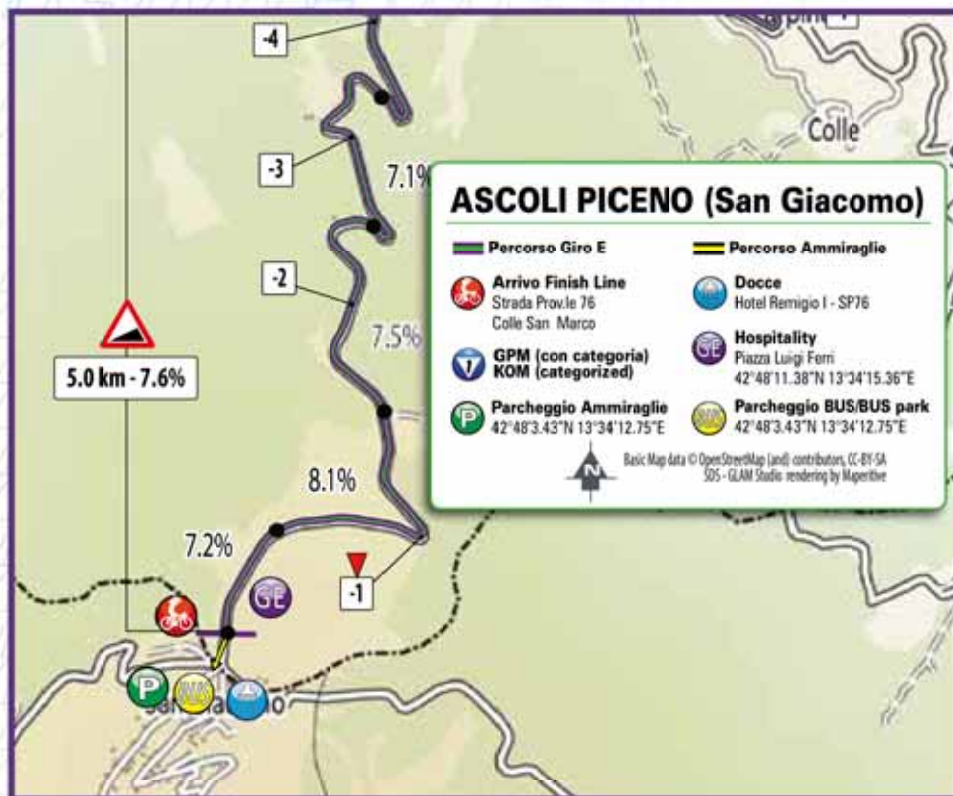 -4
-3
7.1%
Colle
-2
7.5%
5.0 km - 7.6%
8.1%
7.2%
-1
GE
P
BUS
ASCOLI PICENO (San Giacomo)
Percorso Giro E
Arrivo Finish Line
Strada Prov.le 76
Colle San Marco
GPM (con categoria)
KOM (categorized)
P
Parcheggio Ammiraglie
42°48'3.43"N 13°34'12.75"E
Percorso Ammiraglie
Docce
Hotel Remigio I - SP76
GE
Hospitality
Piazza Luigi Ferri
42°48'11.38"N 13°34'15.36"E
BUS
Parcheggio BUS/BUS park
42°48'3.43"N 13°34'12.75"E
N
Basic Map data © OpenStreetMap (and) contributors, CC-BY-SA
SDS - GLAM Studio rendering by Maperitive